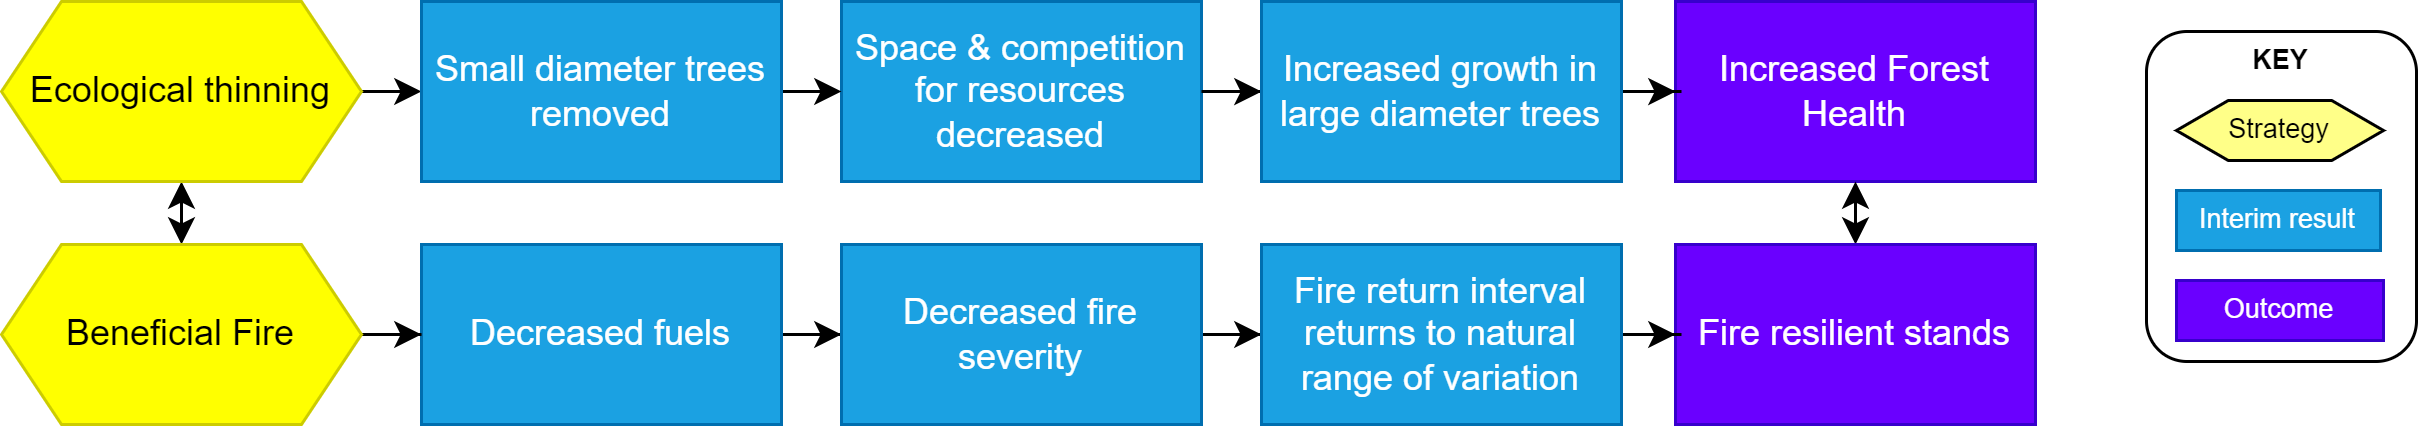 Ecological thinning
Small diameter trees
removed
Space & competition
for resources
decreased
Increased growth in
large diameter trees
Increased Forest
Health
Beneficial Fire
Decreased fuels
Decreased fire
severity
Fire return interval
returns to natural
range of variation
Fire resilient stands
KEY
Strategy
Interim result
Outcome